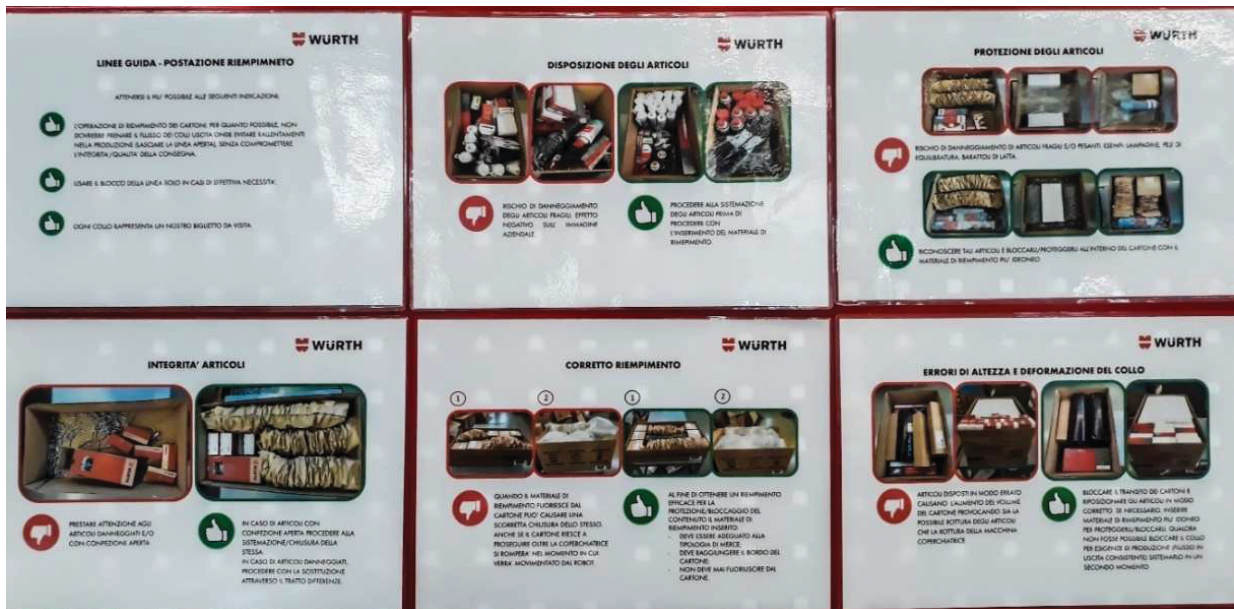 WÜRTH
LINEE GUIDA - POSTAZIONE RIEMPIMNETO
ATTENERSI IL PIU' POSSIBILE ALLE SEGUENTI INDICAZIONI:
L'OPERAZIONE DI RIEMPIMENTO DEI CARTONI, PER QUANTO POSSIBILE, NON
DOVREBBE FRENARE IL FLUSSO DEI COLLI USCITA ONDE EVITARE RALLENTAMENTI
NELLA PRODUZIONE (LASCIARE LA LINEA APERTA), SENZA COMPROMETTERE
L'INTEGRITA'/QUALITA' DELLA CONSEGNA.
USARE IL BLOCCO DELLA LINEA SOLO IN CASI DI EFFETTIVA NECESSITA'.
OGNI COLLO RAPPRESENTA UN NOSTRO BIGLIETTO DA VISITA.
WÜRTH
DISPOSIZIONE DEGLI ARTICOLI
RISCHIO DI DANNEGGIAMENTO
DEGLI ARTICOLI FRAGILI. EFFETTO
NEGATIVO SULL' IMMAGINE
AZIENDALE
PROCEDERE ALLA SISTEMAZIONE
DEGLI ARTICOLI PRIMA DI
PROCEDERE CON
L'INSERIMENTO DEL MATERIALE DI
RIMEPIMENTO.
WÜRTH
PROTEZIONE DEGLI ARTICOLI
RISCHIO DI DANNEGGIAMENTO DI ARTICOLI FRAGILI E/O PESANTI. ESEMPI: LAMPADINE, PESI DI
EQUILIBRATURA, BARATTOLI DI LATTA.
RICONOSCERE TALI ARTICOLI E BLOCCARLI/PROTEGGERLI ALL'INTERNO DEL CARTONE CON IL
MATERIALE DI RIEMPIMENTO PIU' IDEONEO.
WÜRTH
INTEGRITA' ARTICOLI
PRESTARE ATTENZIONE AGLI
ARTICOLI DANNEGGIATI E/O
CON CONFEZIONE APERTA
IN CASO DI ARTICOLI CON
CONFEZIONE APERTA PROCEDERE ALLA
SISTEMAZIONE/CHIUSURA DELLA
STESSA.
IN CASO DI ARTICOLI DANNEGGIATI,
PROCEDERE CON LA SOSTITUZIONE
ATTRAVERSO IL TRATTO DIFFERENZE.
WÜRTH
CORRETTO RIEMPIMENTO
1 2 1 2
QUANDO IL MATERIALE DI
RIEMPIMENTO FUORIESCE DAL
CARTONE PUO' CAUSARE UNA
SCORRETTA CHIUSURA DELLO STESSO.
ANCHE SE IL CARTONE RIESCE A
PROSEGUIRE OLTRE LA COPERCHIATRICE
SI ROMPERA' NEL MOMENTO IN CUI
VERRA' MOVIMENTATO DAL ROBOT
AL FINE DI OTTENERE UN RIEMPIMENTO
EFFICACE PER LA
PROTEZIONE/BLOCCAGGIO DEL
CONTENUTO IL MATERIALE DI
RIEMPIMENTO INSERITO:
- DEVE ESSERE ADEGUATO ALLA
TIPOLOGIA DI MERCE;
- DEVE RAGGIUNGERE IL BORDO DEL
CARTONE;
- NON DEVE MAI FUORIUSCIRE DAL
CARTONE.
WÜRTH
ERRORI DI ALTEZZA E DEFORMAZIONE DEL COLLO
ARTICOLI DISPOSTI IN MODO ERRATO
CAUSANO L'AUMENTO DEL VOLUME
DEL CARTONE PROVOCANDO SIA LA
POSSIBILE ROTTURA DEGLI ARTICOLI
CHE LA ROTTURA DELLA MACCHINA
COPERCHIATRICE
BLOCCARE IL TRANSITO DEI CARTONI E
RIPOSIZIONARE GLI ARTICOLI IN MODO
CORRETTO SE NECESSARIO, INSERIRE
MATERIALE DI RIEMPIMENTO PIU' IDONEO
PER PROTEGGERLI/BLOCCARLI. QUALORA
NON FOSSE POSSIBILE BLOCCARE IL COLLO
PER ESIGENZE DI PRODUZIONE (FLUSSO IN
USCITA CONSISTENTE) SISTEMARLO IN UN
SECONDO MOMENTO